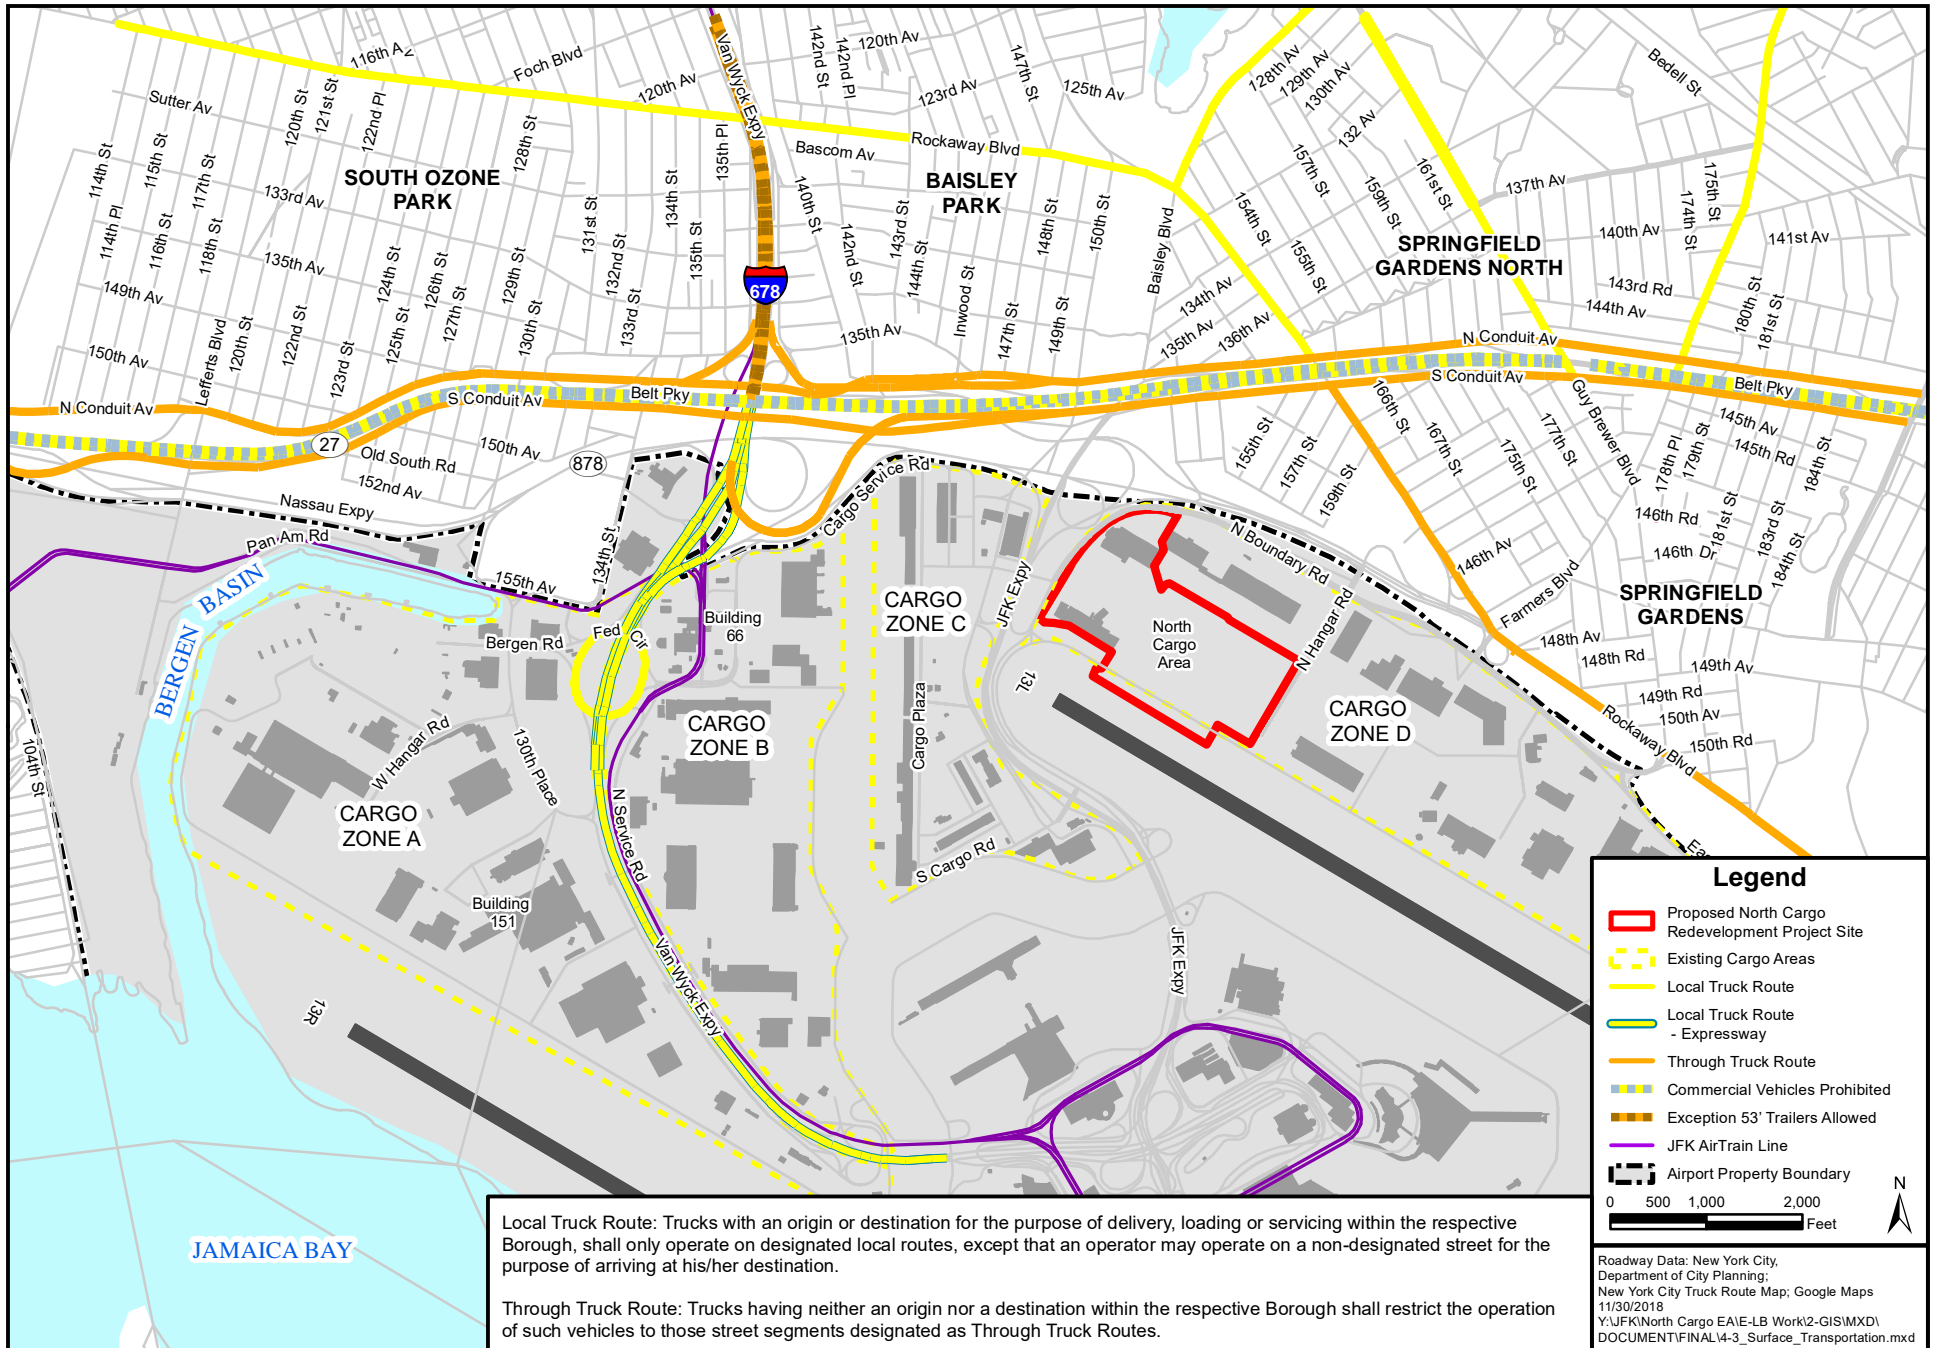 116th Av
Foch Blvd
Van Wyck Expy
142nd St
142nd Pl
120th Av
147th St
128th Av
129th Av
130th Av
Bedell St
Sutter Av
120th St
121st St
122nd Pl
120th Av
123rd Av
125th Av
132 Av
114th St
115th St
117th St
128th St
135th Pl
Bascom Av
Rockaway Blvd
157th St
161st St
137th Av
175th St
174th St
SOUTH OZONE
PARK
BAISLEY
PARK
133rd Av
134th St
140th St
159th St
154th St
114th Pl
116th St
118th St
131st St
132nd St
135th St
142nd St
143rd St
144th St
148th St
150th St
Baisley Blvd
155th St
SPRINGFIELD
GARDENS NORTH
140th Av
141st Av
135th Av
124th St
126th St
127th St
129th St
678
143rd Rd
144th Av
149th Av
122nd St
125th St
130th St
133rd St
135th Av
Inwood St
147th St
149th St
134th Av
135th Av
136th Av
180th St
181st St
150th Av
Lefferts Blvd
120th St
123rd St
N Conduit Av
N Conduit Av
S Conduit Av
Belt Pky
S Conduit Av
Belt Pky
27
Old South Rd
150th Av
878
152nd Av
Nassau Expy
Cargo Service Rd
155th St
157th St
159th St
166th St
167th St
175th St
177th St
Guy Brewer Blvd
178th Pl
179th St
145th Av
145th Rd
184th St
146th Rd
181st St
183rd St
146th D
184th St
Pan Am Rd
134th St
155th Av
BERGEN
BASIN
N Boundary Rd
146th Av
Farmers Blvd
SPRINGFIELD
GARDENS
CARGO
ZONE C
JFK Expy
North
Cargo
Area
N Hangar Rd
Building
66
Bergen Rd
Fed
Cir
148th Av
148th Rd
149th Av
149th Rd
150th Av
150th Rd
Rockaway Blvd
13L
CARGO
ZONE B
Cargo Plaza
CARGO
ZONE D
104th St
W Hangar Rd
130th Place
CARGO
ZONE A
N Service Rd
S Cargo Rd
Building
151
Van Wyck Expy
JFK Expy
13R
Ea
JAMAICA BAY
Legend
Proposed North Cargo
Redevelopment Project Site
Existing Cargo Areas
Local Truck Route
Local Truck Route
- Expressway
Through Truck Route
Commercial Vehicles Prohibited
Exception 53' Trailers Allowed
JFK AirTrain Line
Airport Property Boundary
N
0 500 1,000 2,000
Feet
Local Truck Route: Trucks with an origin or destination for the purpose of delivery, loading or servicing within the respective
Borough, shall only operate on designated local routes, except that an operator may operate on a non-designated street for the
purpose of arriving at his/her destination.
Through Truck Route: Trucks having neither an origin nor a destination within the respective Borough shall restrict the operation
of such vehicles to those street segments designated as Through Truck Routes.
Roadway Data: New York City,
Department of City Planning;
New York City Truck Route Map; Google Maps
11/30/2018
Y:\JFK\North Cargo EA\E-LB Work\2-GIS\MXD\
DOCUMENT\FINAL\4-3_Surface_Transportation.mxd